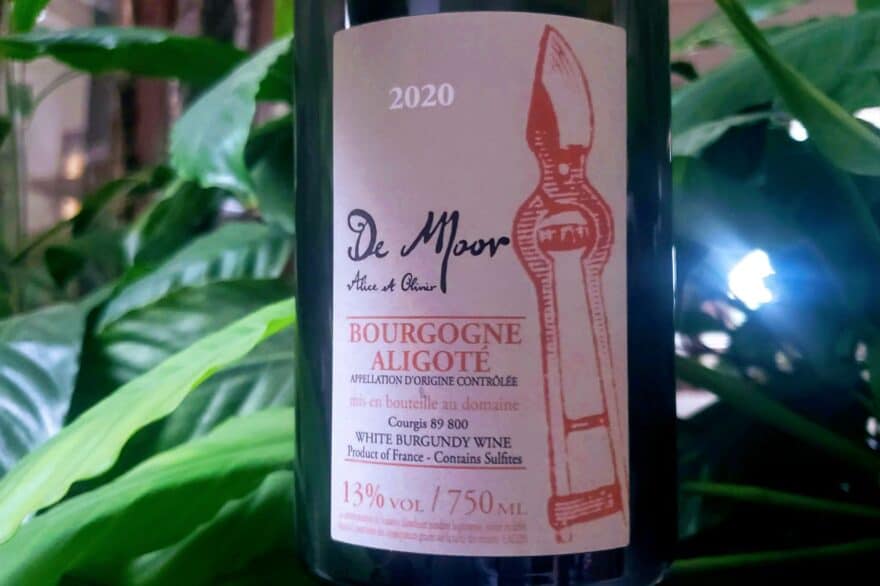 2020
De Moor
Alice et Olivier
BOURGOGNE
ALIGOTÉ
APPELLATION D'ORIGINE CONTRÔLÉE
mis en bouteille au domaine
Courgis 89 800
WHITE BURGUNDY WINE
Product of France - Contains Sulfites
13% VOL / 750 ML